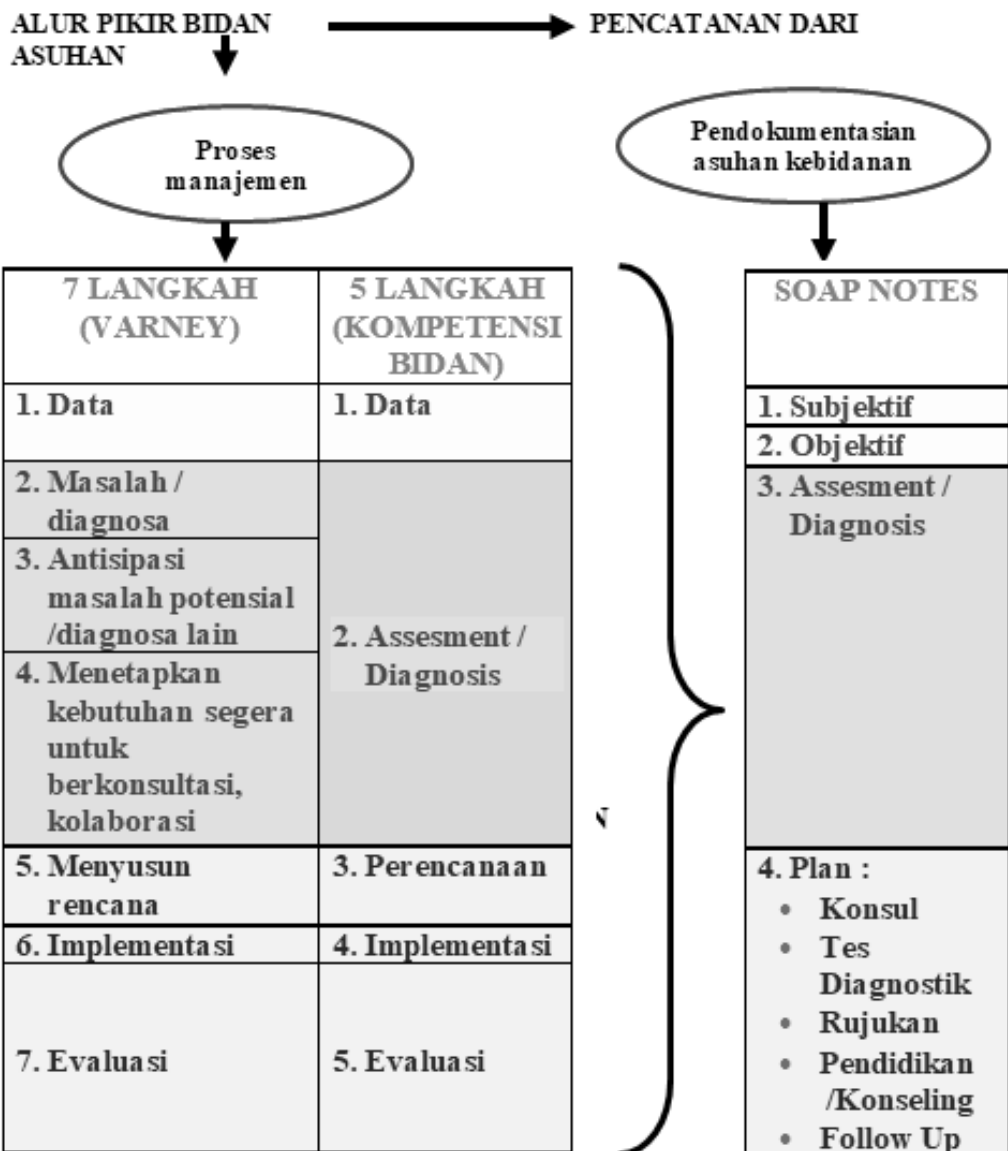 ALUR PIKIR BIDAN
ASUHAN
PENCATANAN DARI
Proses
manajemen
Pendokumentasian
asuhan kebidanan
7 LANGKAH
(VARNEY)
5 LANGKAH
(KOMPETENSI
BIDAN)
1. Data
1. Data
2. Masalah /
diagnosa
3. Antisipasi
masalah potensial
/diagnosa lain
4. Menetapkan
kebutuhan segera
untuk
berkonsultasi,
kolaborasi
2. Assesment /
Diagnosis
5. Menyusun
rencana
3. Perencanaan
6. Implementasi
4. Implementasi
7. Evaluasi
5. Evaluasi
SOAP NOTES
1. Subjektif
2. Objektif
3. Assesment /
Diagnosis
4. Plan :
• Konsul
• Tes
Diagnostik
• Rujukan
• Pendidikan
/Konseling
• Follow Up